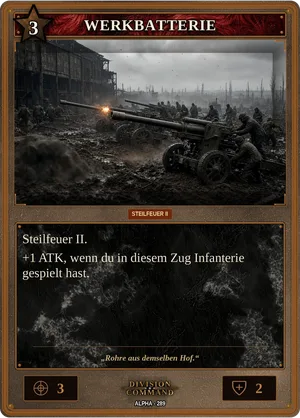 3
WERKBATTERIE
STEILFEUER II
Steilfeuer II.
+1 ATK, wenn du in diesem Zug Infanterie
gespielt hast.
„Rohre aus demselben Hof.“
3
DIVISION
COMMAND
ALPHA · 289
2